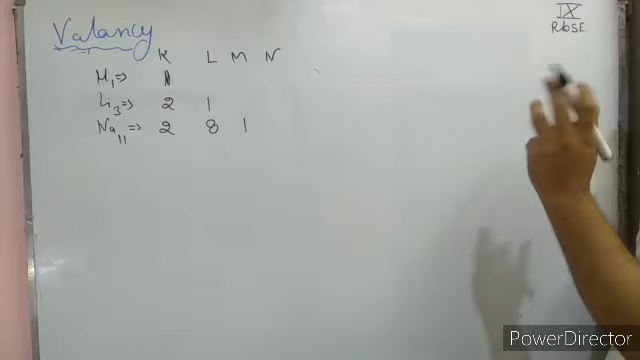 Valancy
IX
RBSE
K L M N
H₁ ⇒ 1
Li₃ ⇒ 2 1
Na₁₁ ⇒ 2 8 1
PowerDirector